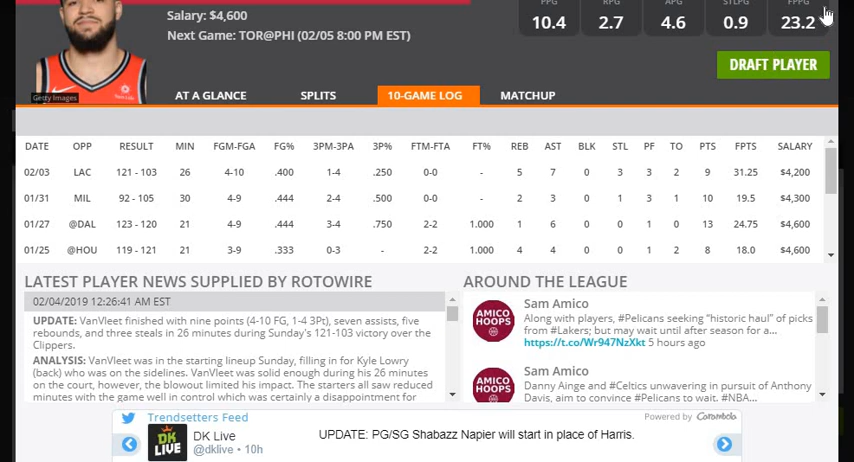 PPG RPG APG STLPG FPPG
Salary: $4,600
10.4 2.7 4.6 0.9 23.2
Next Game: TOR@PHI (02/05 8:00 PM EST)
DRAFT PLAYER
Getty Images
AT A GLANCE SPLITS 10-GAME LOG MATCHUP
DATE OPP RESULT MIN FGM-FGA FG% 3PM-3PA 3P% FTM-FTA FT% REB AST BLK STL PF TO PTS FPTS SALARY
02/03 LAC 121 - 103 26 4-10 .400 1-4 .250 0-0 - 5 7 0 3 3 2 9 31.25 $4,200
01/31 MIL 92 - 105 30 4-9 .444 2-4 .500 0-0 - 2 3 0 1 3 1 10 19.5 $4,300
01/27 @DAL 123 - 120 21 4-9 .444 3-4 .750 2-2 1.000 1 6 0 0 1 0 13 24.75 $4,600
01/25 @HOU 119 - 121 21 3-9 .333 0-3 - 2-2 1.000 4 4 0 0 1 2 8 18.0 $4,600
LATEST PLAYER NEWS SUPPLIED BY ROTOWIRE
02/04/2019 12:26:41 AM EST
UPDATE: VanVleet finished with nine points (4-10 FG, 1-4 3Pt), seven assists, five
rebounds, and three steals in 26 minutes during Sunday's 121-103 victory over the
Clippers.
ANALYSIS: VanVleet was in the starting lineup Sunday, filling in for Kyle Lowry
(back) who was on the sidelines. VanVleet was solid enough during his 26 minutes
on the court, however, the blowout limited his impact. The starters all saw reduced
minutes with the game well in control which was certainly a disappointment for
AROUND THE LEAGUE
AMICO
HOOPS
Sam Amico
Along with players, #Pelicans seeking "historic haul" of picks
from #Lakers; but may wait until after season for a...
https://t.co/Wr947NzXkt 5 hours ago
AMICO
HOOPS
Sam Amico
Danny Ainge and #Celtics unwavering in pursuit of Anthony
Davis, aim to convince #Pelicans to wait. #NBA...
Trendsetters Feed
Powered by Carambola
DK
LIVE
DK Live
@dklive • 10h
UPDATE: PG/SG Shabazz Napier will start in place of Harris.